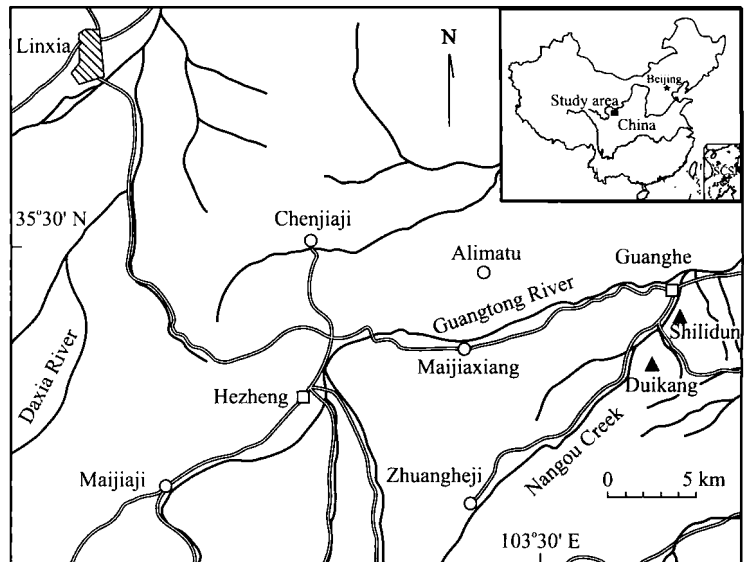 Linxia
N
Beijing
Study area
China
SCS
35°30' N
Chenjiaji
Alimatu
Guanghe
Guangtong River
Shilidun
Maijiaxiang
Daxia River
Duikang
Hezheng
Nangou Creek
Maijiaji
Zhuangheji
0 5 km
103°30' E